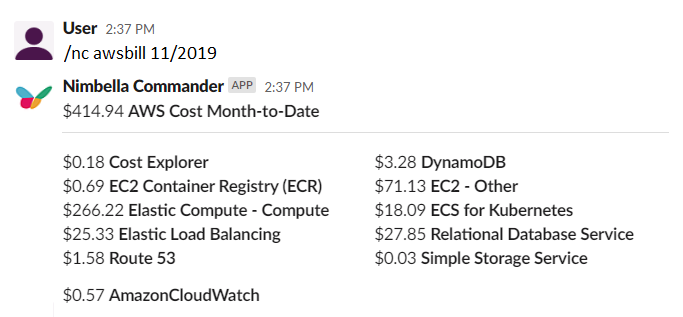 User 2:37 PM
/nc awsbill 11/2019
Nimbella Commander APP 2:37 PM
$414.94 AWS Cost Month-to-Date
$0.18 Cost Explorer $3.28 DynamoDB
$0.69 EC2 Container Registry (ECR) $71.13 EC2 - Other
$266.22 Elastic Compute - Compute $18.09 ECS for Kubernetes
$25.33 Elastic Load Balancing $27.85 Relational Database Service
$1.58 Route 53 $0.03 Simple Storage Service
$0.57 AmazonCloudWatch